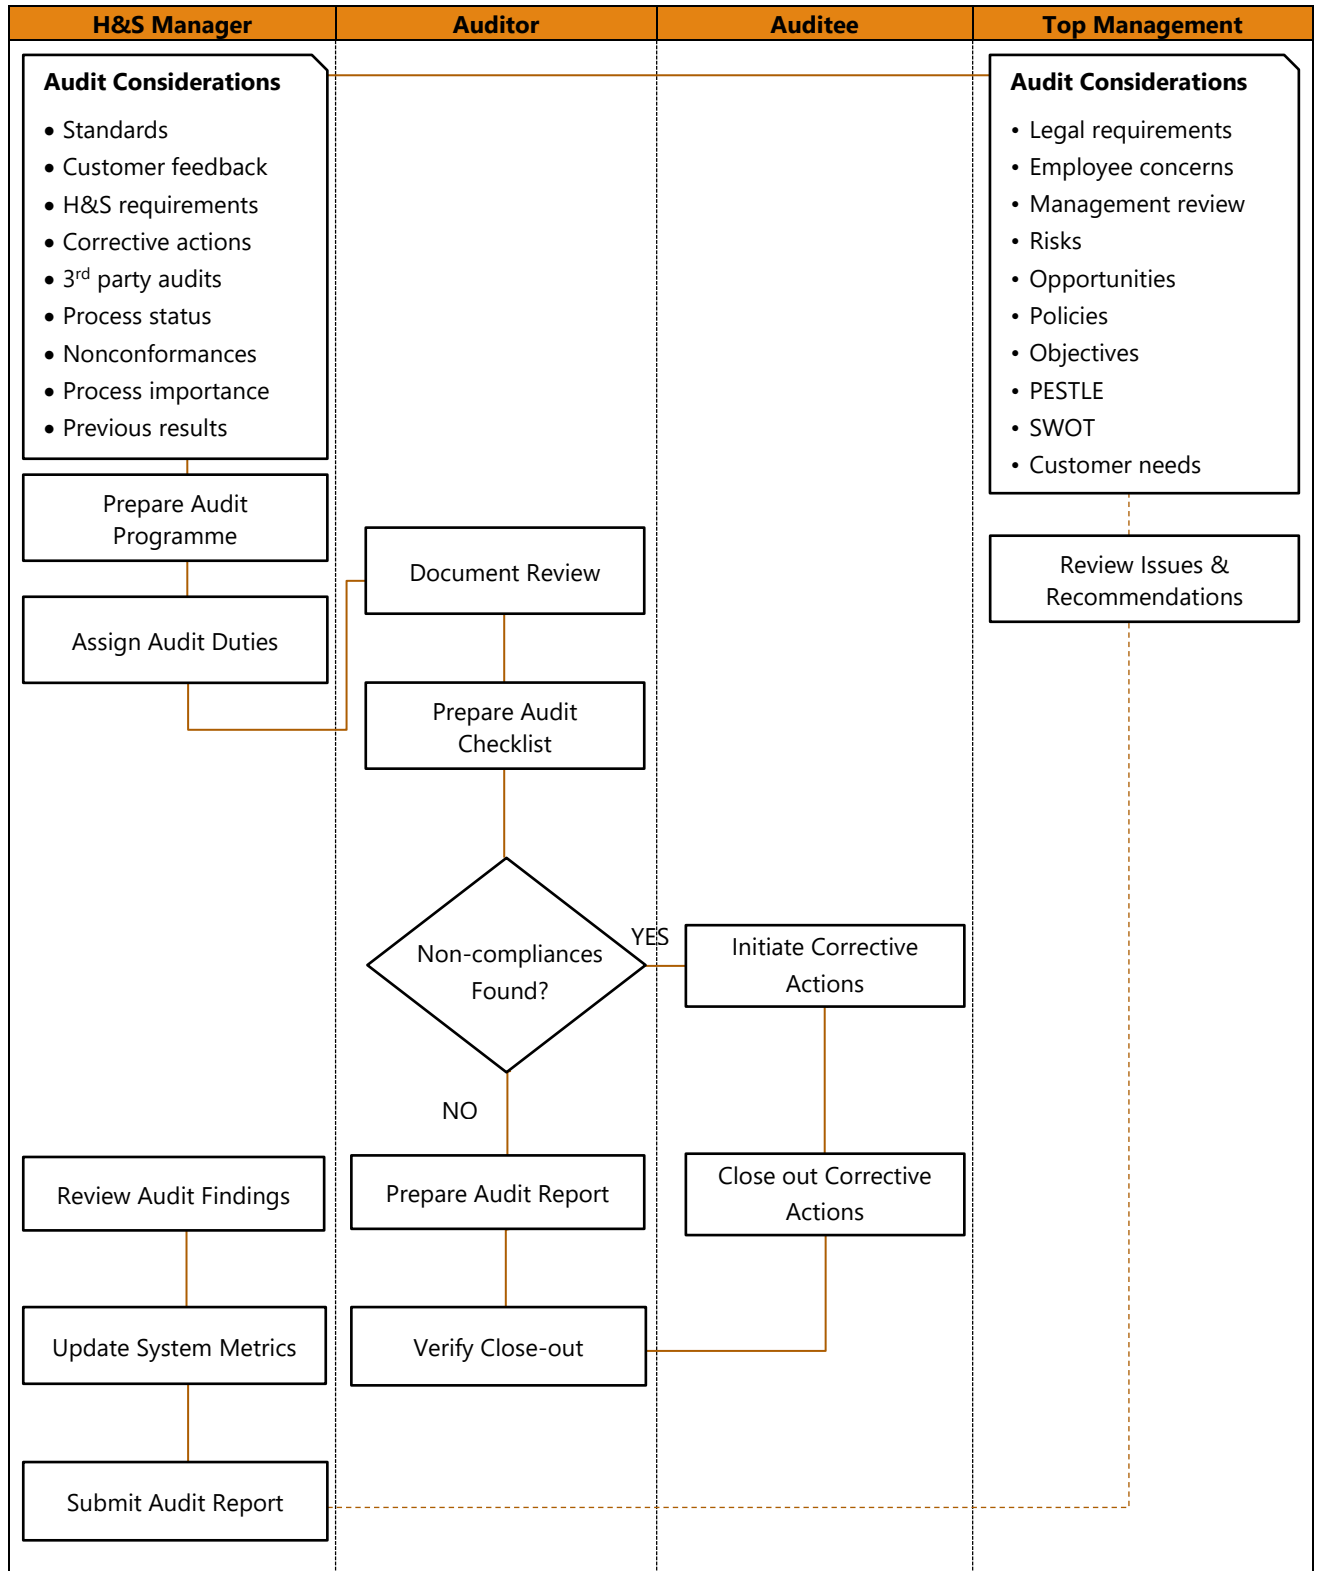 H&S Manager
Auditor
Auditee
Top Management
Audit Considerations
• Standards
• Customer feedback
• H&S requirements
• Corrective actions
• 3rd party audits
• Process status
• Nonconformances
• Process importance
• Previous results
Audit Considerations
• Legal requirements
• Employee concerns
• Management review
• Risks
• Opportunities
• Policies
• Objectives
• PESTLE
• SWOT
• Customer needs
Prepare Audit
Programme
Document Review
Review Issues &
Recommendations
Assign Audit Duties
Prepare Audit
Checklist
Non-compliances
Found?
YES
Initiate Corrective
Actions
NO
Review Audit Findings
Prepare Audit Report
Close out Corrective
Actions
Update System Metrics
Verify Close-out
Submit Audit Report